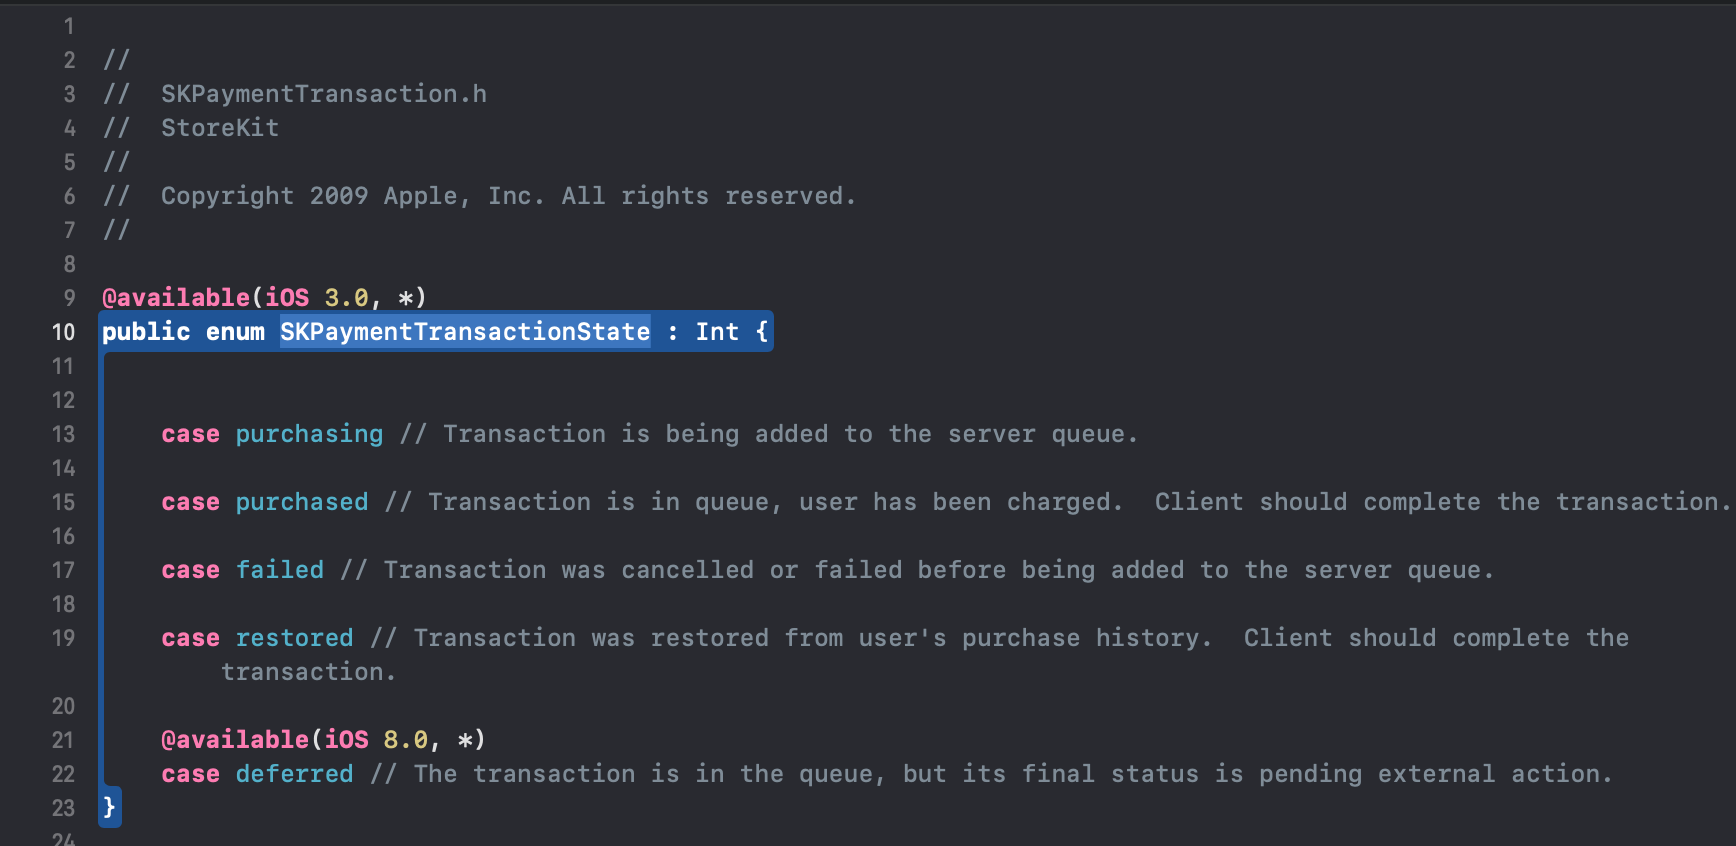 1
2 //
3 //  SKPaymentTransaction.h
4 //  StoreKit
5 //
6 //  Copyright 2009 Apple, Inc. All rights reserved.
7 //
8
9 @available(iOS 3.0, *)
10 public enum SKPaymentTransactionState : Int {
11
12
13     case purchasing // Transaction is being added to the server queue.
14
15     case purchased // Transaction is in queue, user has been charged.  Client should complete the transaction.
16
17     case failed // Transaction was cancelled or failed before being added to the server queue.
18
19     case restored // Transaction was restored from user's purchase history.  Client should complete the
        transaction.
20
21     @available(iOS 8.0, *)
22     case deferred // The transaction is in the queue, but its final status is pending external action.
23 }
24